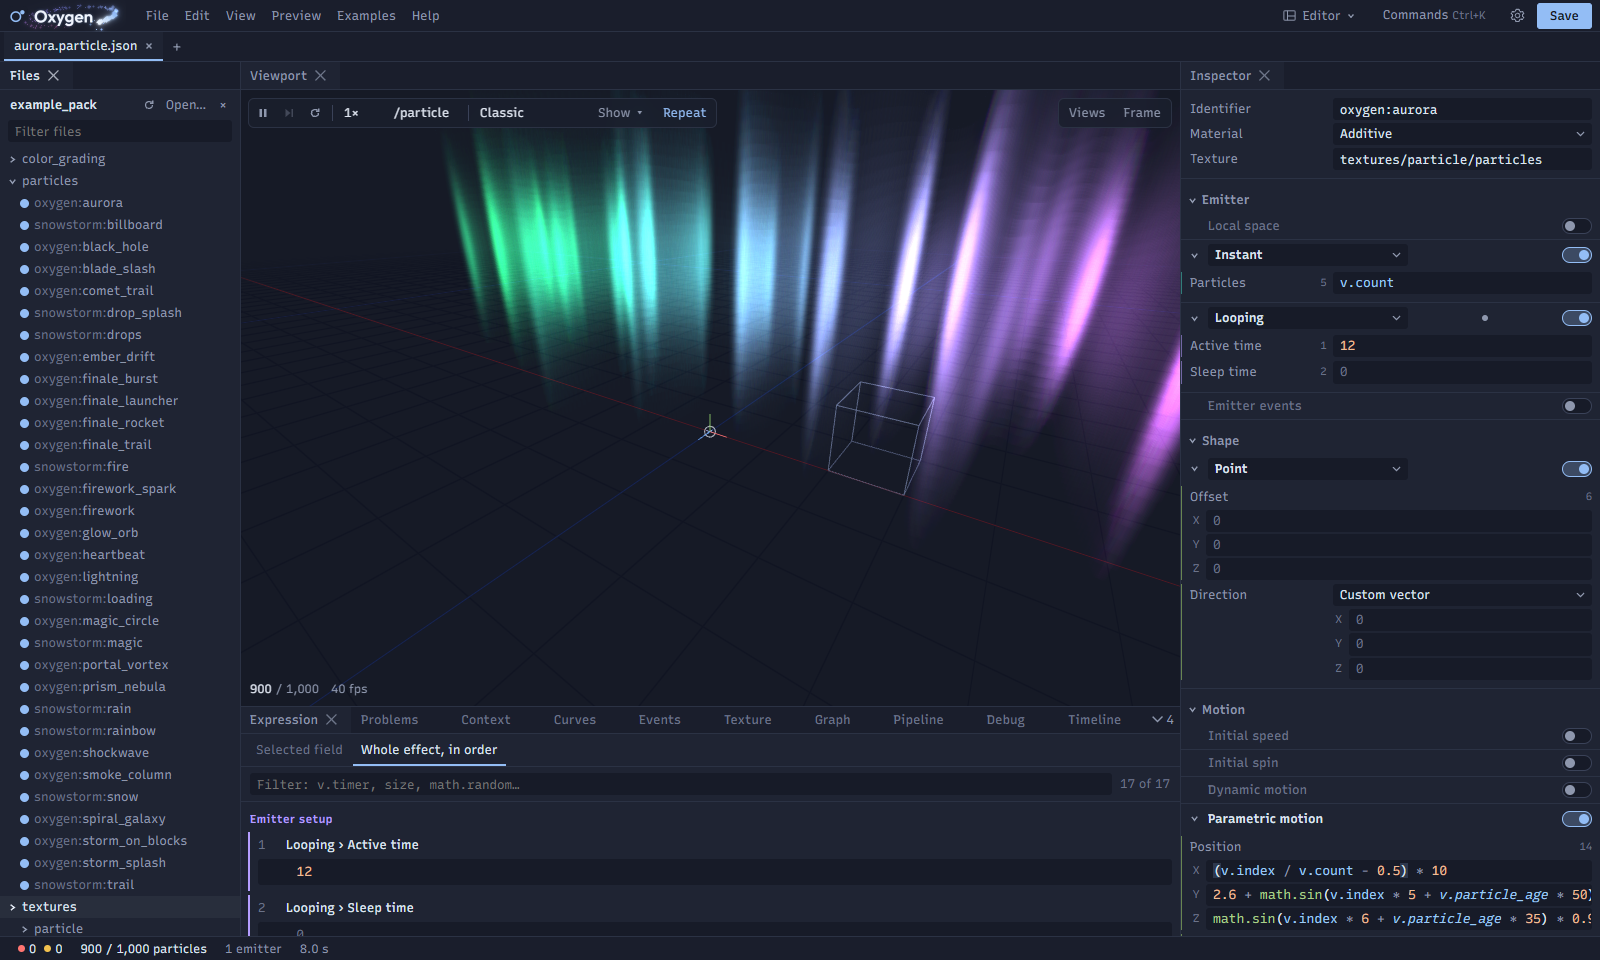 Oxygen File Edit View Preview Examples Help Editor Commands Ctrl+K Save
aurora.particle.json × +
Files
example_pack Open... ×
Filter files
color_grading
particles
oxygen:aurora
snowstorm:billboard
oxygen:black_hole
oxygen:blade_slash
oxygen:comet_trail
snowstorm:drop_splash
snowstorm:drops
oxygen:ember_drift
oxygen:finale_burst
oxygen:finale_launcher
oxygen:finale_rocket
oxygen:finale_trail
snowstorm:fire
oxygen:firework_spark
oxygen:firework
oxygen:glow_orb
oxygen:heartbeat
oxygen:lightning
snowstorm:loading
oxygen:magic_circle
snowstorm:magic
oxygen:portal_vortex
oxygen:prism_nebula
snowstorm:rain
snowstorm:rainbow
oxygen:shockwave
oxygen:smoke_column
snowstorm:snow
oxygen:spiral_galaxy
oxygen:storm_on_blocks
oxygen:storm_splash
snowstorm:trail
textures
particle
Viewport
1× /particle Classic Show Repeat Views Frame
900 / 1,000 40 fps
Expression Problems Context Curves Events Texture Graph Pipeline Debug Timeline 4
Selected field Whole effect, in order
Filter: v.timer, size, math.random… 17 of 17
Emitter setup
1 Looping › Active time
12
2 Looping › Sleep time
0
Inspector
Identifier oxygen:aurora
Material Additive
Texture textures/particle/particles
Emitter
Local space
Instant
Particles 5 v.count
Looping
Active time 1 12
Sleep time 2 0
Emitter events
Shape
Point
Offset 6
X 0
Y 0
Z 0
Direction Custom vector
X 0
Y 0
Z 0
Motion
Initial speed
Initial spin
Dynamic motion
Parametric motion
Position 14
X (v.index / v.count - 0.5) * 10
Y 2.6 + math.sin(v.index * 5 + v.particle_age * 50)
Z math.sin(v.index * 6 + v.particle_age * 35) * 0.9
0 0 900 / 1,000 particles 1 emitter 8.0 s